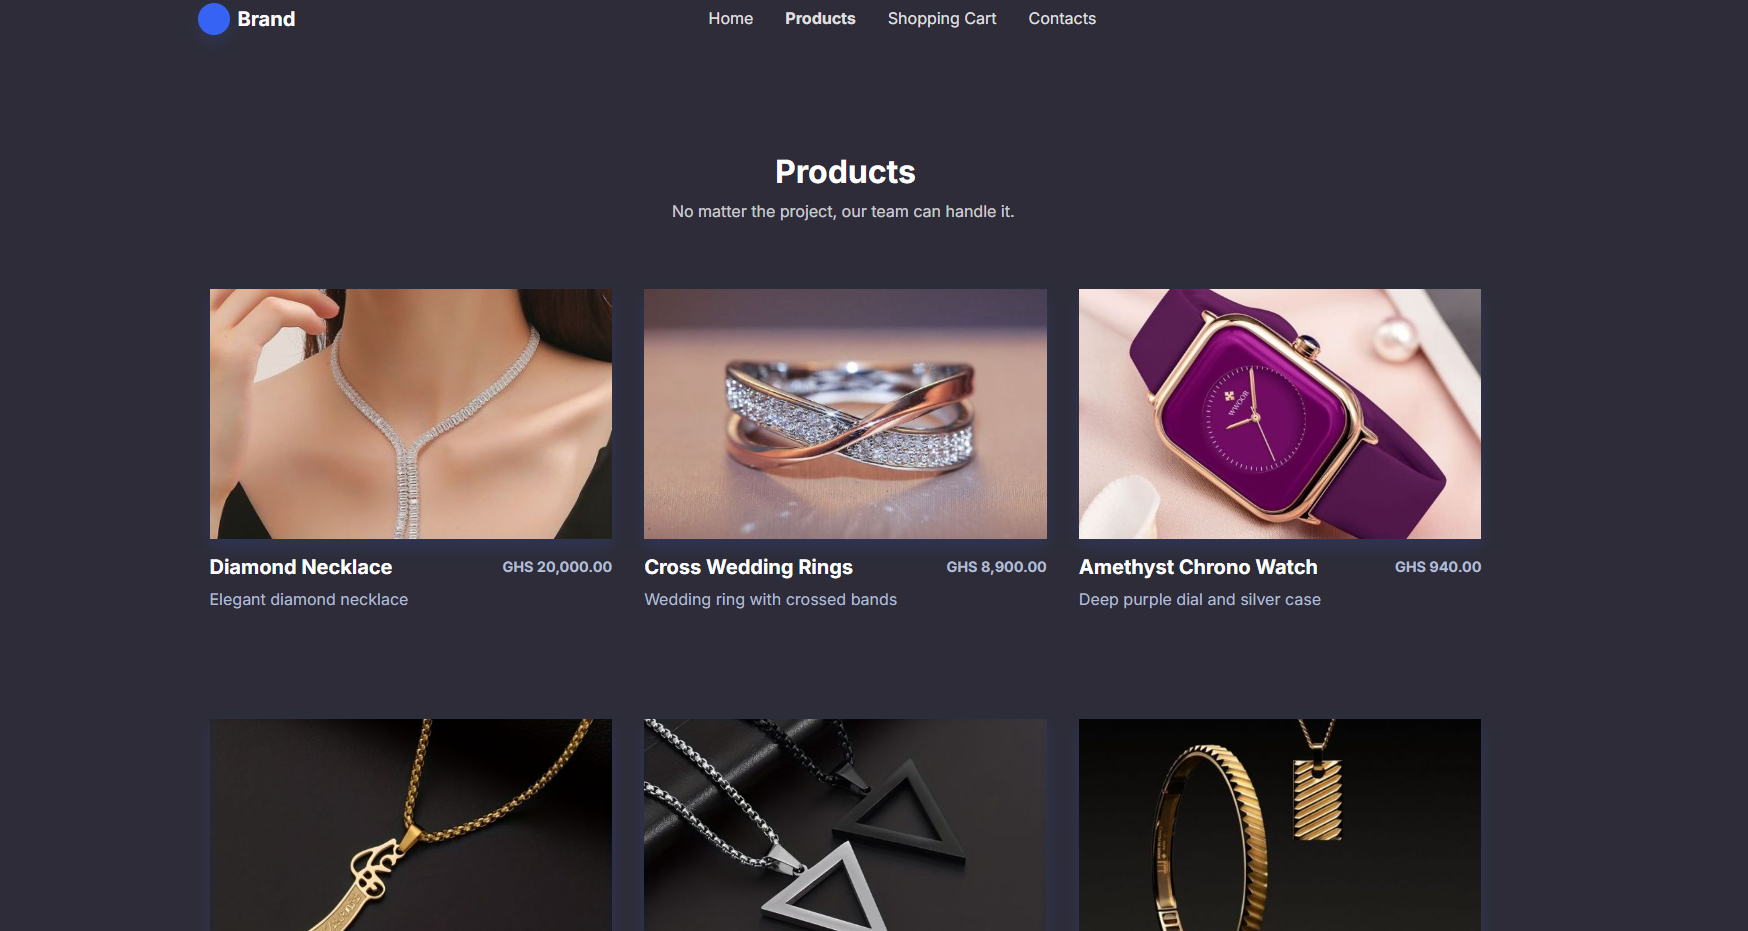 Brand
Home Products Shopping Cart Contacts
Products
No matter the project, our team can handle it.
WWOOR
Diamond Necklace GHS 20,000.00
Elegant diamond necklace
Cross Wedding Rings GHS 8,900.00
Wedding ring with crossed bands
Amethyst Chrono Watch GHS 940.00
Deep purple dial and silver case